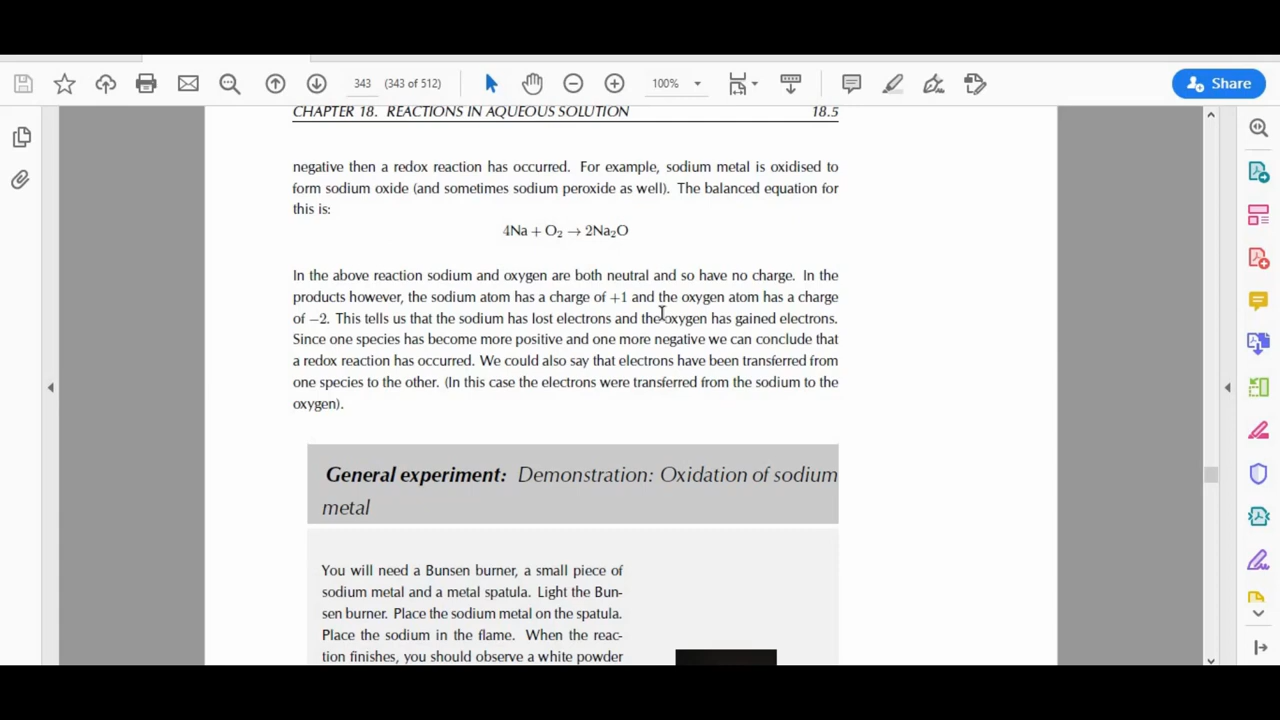 343 (343 of 512) 100% Share
CHAPTER 18. REACTIONS IN AQUEOUS SOLUTION 18.5
negative then a redox reaction has occurred. For example, sodium metal is oxidised to
form sodium oxide (and sometimes sodium peroxide as well). The balanced equation for
this is:
4Na + O₂ → 2Na₂O
In the above reaction sodium and oxygen are both neutral and so have no charge. In the
products however, the sodium atom has a charge of +1 and the oxygen atom has a charge
of −2. This tells us that the sodium has lost electrons and the oxygen has gained electrons.
Since one species has become more positive and one more negative we can conclude that
a redox reaction has occurred. We could also say that electrons have been transferred from
one species to the other. (In this case the electrons were transferred from the sodium to the
oxygen).
General experiment: Demonstration: Oxidation of sodium
metal
You will need a Bunsen burner, a small piece of
sodium metal and a metal spatula. Light the Bun-
sen burner. Place the sodium metal on the spatula.
Place the sodium in the flame. When the reac-
tion finishes, you should observe a white powder